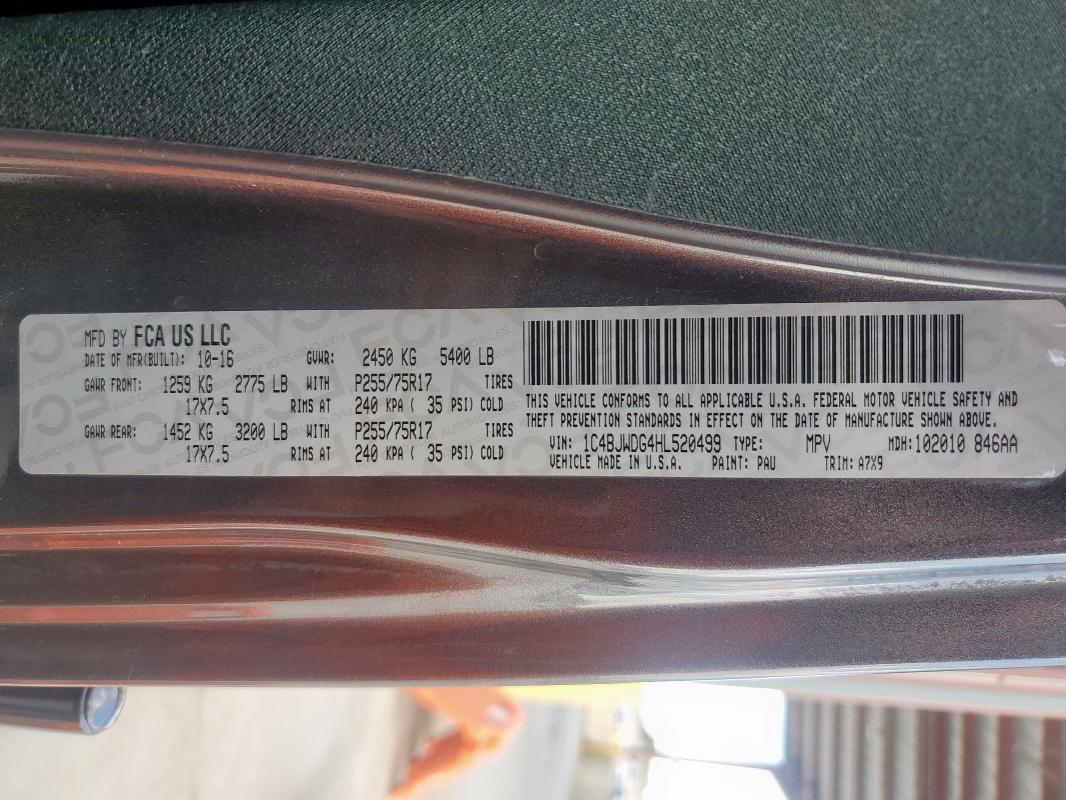 MFD BY FCA US LLC
DATE OF MFR(BUILT): 10-16 GVWR: 2450 KG 5400 LB
GAWR FRONT: 1259 KG 2775 LB WITH P255/75R17 TIRES
17X7.5 RIMS AT 240 KPA ( 35 PSI) COLD
GAWR REAR: 1452 KG 3200 LB WITH P255/75R17 TIRES
17X7.5 RIMS AT 240 KPA ( 35 PSI) COLD
THIS VEHICLE CONFORMS TO ALL APPLICABLE U.S.A. FEDERAL MOTOR VEHICLE SAFETY AND
THEFT PREVENTION STANDARDS IN EFFECT ON THE DATE OF MANUFACTURE SHOWN ABOVE.
VIN: 1C4BJWDG4HL520499 TYPE: MPV MDH: 102010 846AA
VEHICLE MADE IN U.S.A. PAINT: PAU TRIM: A7X9